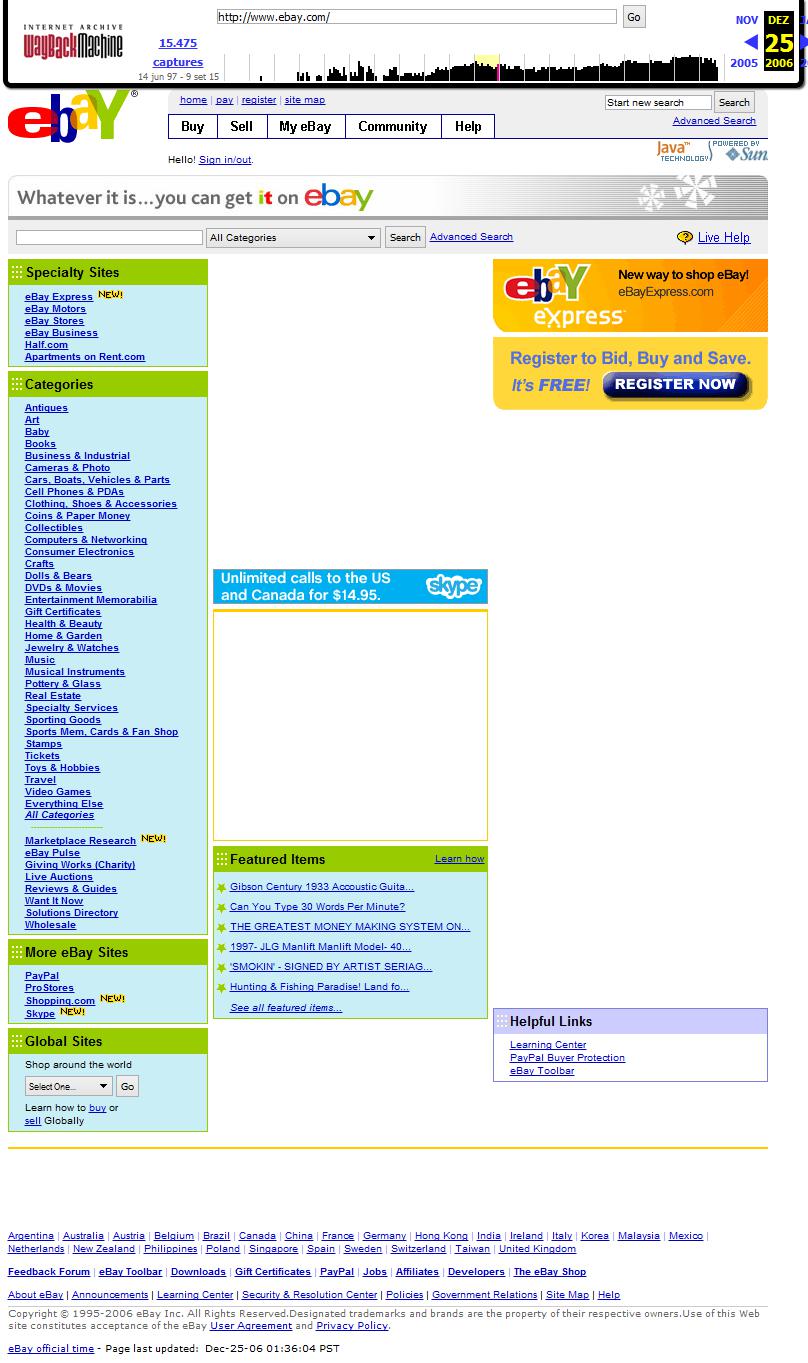 INTERNET ARCHIVE
WayBackMachine
http://www.ebay.com/
Go
15.475
captures
14 jun 97 - 9 set 15
NOV DEZ
25
2005 2006
ebay®
home | pay | register | site map
Start new search Search
Advanced Search
Buy Sell My eBay Community Help
Hello! Sign in/out.
Java™ TECHNOLOGY POWERED BY Sun
Whatever it is...you can get it on ebay
All Categories Search Advanced Search
Live Help
Specialty Sites
eBay Express NEW!
eBay Motors
eBay Stores
eBay Business
Half.com
Apartments on Rent.com
Categories
Antiques
Art
Baby
Books
Business & Industrial
Cameras & Photo
Cars, Boats, Vehicles & Parts
Cell Phones & PDAs
Clothing, Shoes & Accessories
Coins & Paper Money
Collectibles
Computers & Networking
Consumer Electronics
Crafts
Dolls & Bears
DVDs & Movies
Entertainment Memorabilia
Gift Certificates
Health & Beauty
Home & Garden
Jewelry & Watches
Music
Musical Instruments
Pottery & Glass
Real Estate
Specialty Services
Sporting Goods
Sports Mem, Cards & Fan Shop
Stamps
Tickets
Toys & Hobbies
Travel
Video Games
Everything Else
All Categories
Marketplace Research NEW!
eBay Pulse
Giving Works (Charity)
Live Auctions
Reviews & Guides
Want It Now
Solutions Directory
Wholesale
More eBay Sites
PayPal
ProStores
Shopping.com NEW!
Skype NEW!
Global Sites
Shop around the world
Select One... Go
Learn how to buy or
sell Globally
Unlimited calls to the US
and Canada for $14.95.
skype
Featured Items Learn how
Gibson Century 1933 Accoustic Guita...
Can You Type 30 Words Per Minute?
THE GREATEST MONEY MAKING SYSTEM ON...
1997- JLG Manlift Manlift Model- 40...
'SMOKIN' - SIGNED BY ARTIST SERIAG...
Hunting & Fishing Paradise! Land fo...
See all featured items...
ebay express
New way to shop eBay!
eBayExpress.com
Register to Bid, Buy and Save.
It's FREE! REGISTER NOW
Helpful Links
Learning Center
PayPal Buyer Protection
eBay Toolbar
Argentina | Australia | Austria | Belgium | Brazil | Canada | China | France | Germany | Hong Kong | India | Ireland | Italy | Korea | Malaysia | Mexico |
Netherlands | New Zealand | Philippines | Poland | Singapore | Spain | Sweden | Switzerland | Taiwan | United Kingdom
Feedback Forum | eBay Toolbar | Downloads | Gift Certificates | PayPal | Jobs | Affiliates | Developers | The eBay Shop
About eBay | Announcements | Learning Center | Security & Resolution Center | Policies | Government Relations | Site Map | Help
Copyright © 1995-2006 eBay Inc. All Rights Reserved.Designated trademarks and brands are the property of their respective owners.Use of this Web
site constitutes acceptance of the eBay User Agreement and Privacy Policy.
eBay official time - Page last updated: Dec-25-06 01:36:04 PST